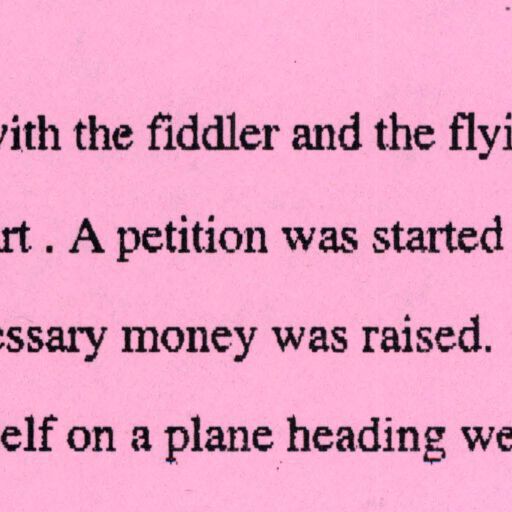 with the fiddler and the flyi
rt . A petition was started
essary money was raised.
elf on a plane heading we